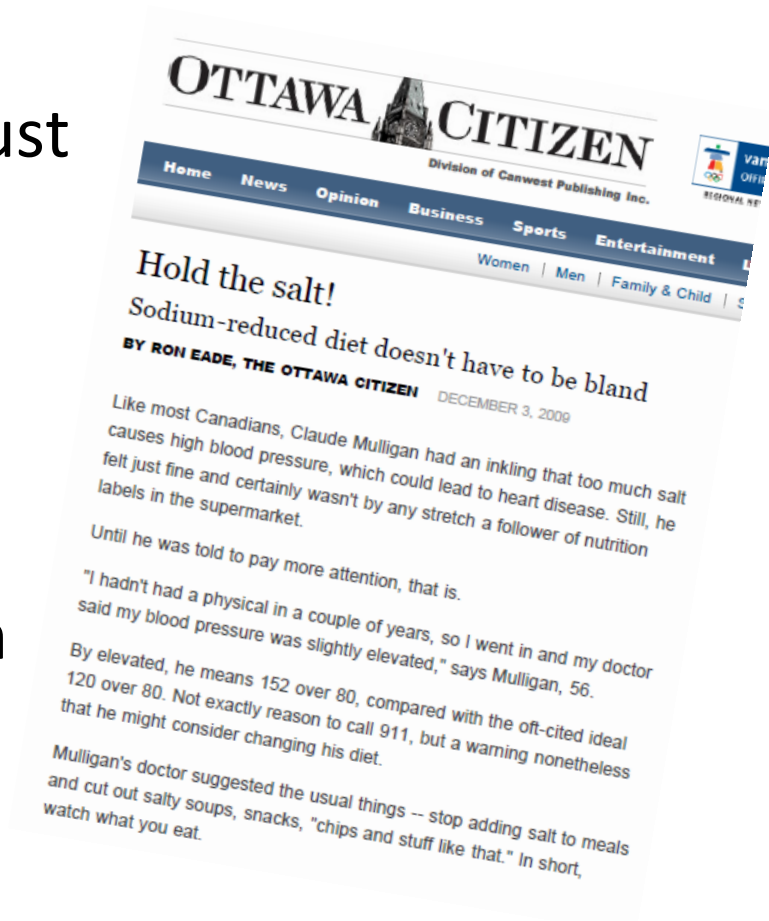 ust
n
OTTAWA CITIZEN
Division of Canwest Publishing Inc.
van
OFFI
REGIONAL NE
Home News Opinion Business Sports Entertainment
Women | Men | Family & Child | S
Hold the salt!
Sodium-reduced diet doesn't have to be bland
BY RON EADE, THE OTTAWA CITIZEN DECEMBER 3, 2009
Like most Canadians, Claude Mulligan had an inkling that too much salt
causes high blood pressure, which could lead to heart disease. Still, he
felt just fine and certainly wasn't by any stretch a follower of nutrition
labels in the supermarket.
Until he was told to pay more attention, that is.
"I hadn't had a physical in a couple of years, so I went in and my doctor
said my blood pressure was slightly elevated," says Mulligan, 56.
By elevated, he means 152 over 80, compared with the oft-cited ideal
120 over 80. Not exactly reason to call 911, but a warning nonetheless
that he might consider changing his diet.
Mulligan's doctor suggested the usual things -- stop adding salt to meals
and cut out salty soups, snacks, "chips and stuff like that." In short,
watch what you eat.